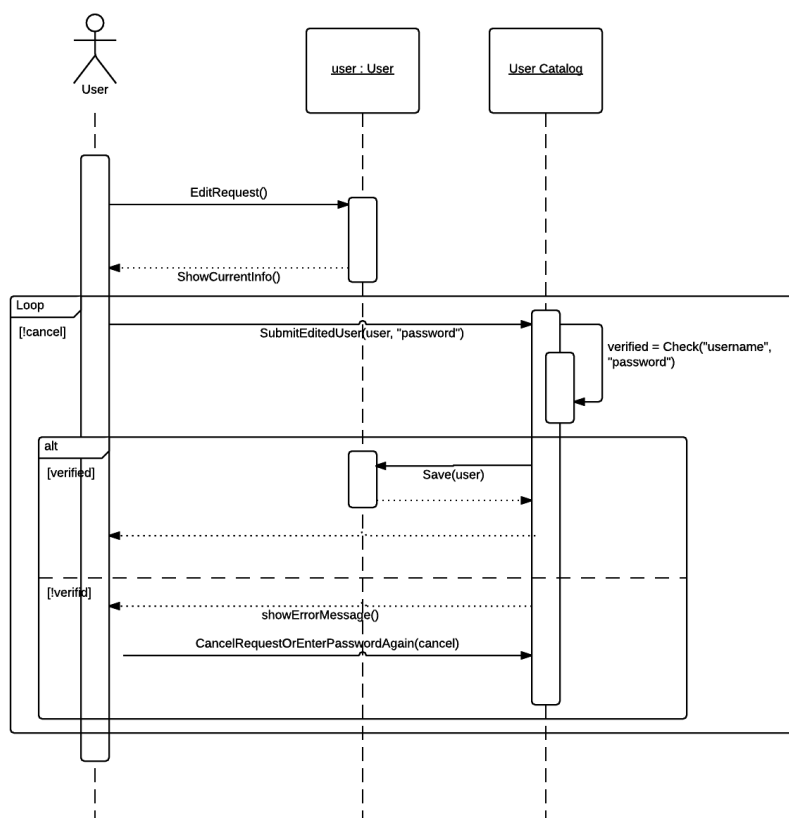 User
user : User
User Catalog
EditRequest()
ShowCurrentInfo()
Loop
[!cancel]
SubmitEditedUser(user, "password")
verified = Check("username",
"password")
alt
[verified]
Save(user)
[!verifid]
showErrorMessage()
CancelRequestOrEnterPasswordAgain(cancel)